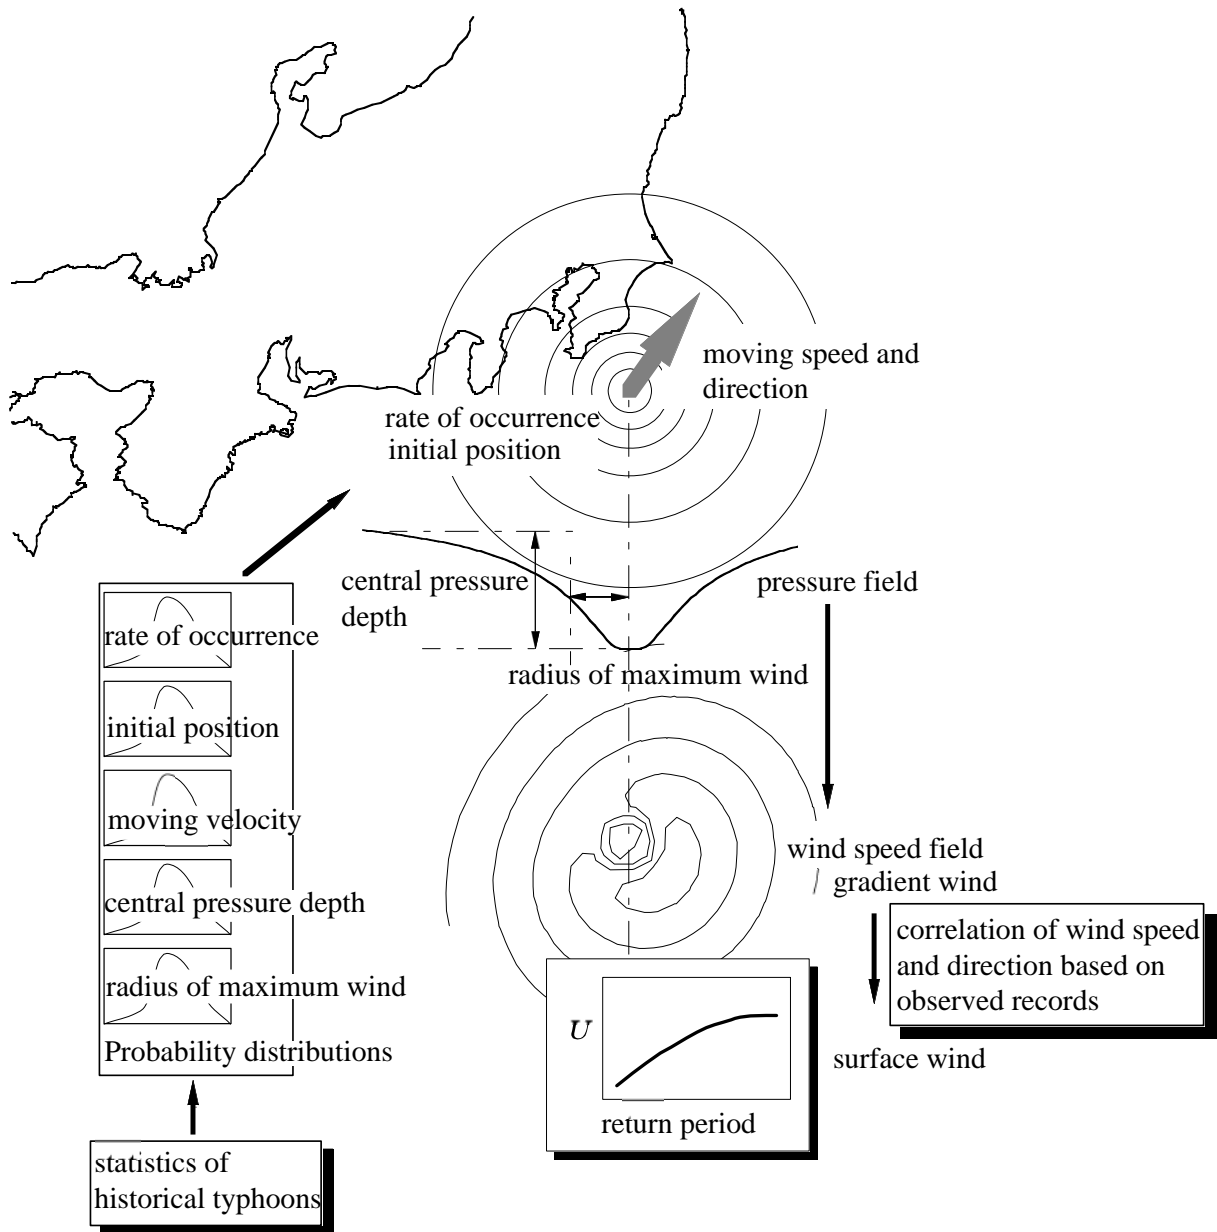 moving speed and
direction
rate of occurrence
initial position
central pressure
depth
pressure field
radius of maximum wind
rate of occurrence
initial position
moving velocity
central pressure depth
radius of maximum wind
Probability distributions
statistics of
historical typhoons
wind speed field
gradient wind
correlation of wind speed
and direction based on
observed records
surface wind
U
return period